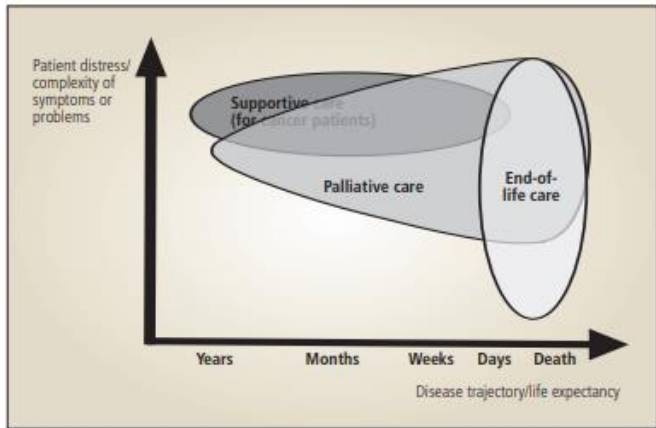 Patient distress/
complexity of
symptoms or
problems
Supportive care
(for cancer patients)
Palliative care
End-of-
life care
Years Months Weeks Days Death
Disease trajectory/life expectancy